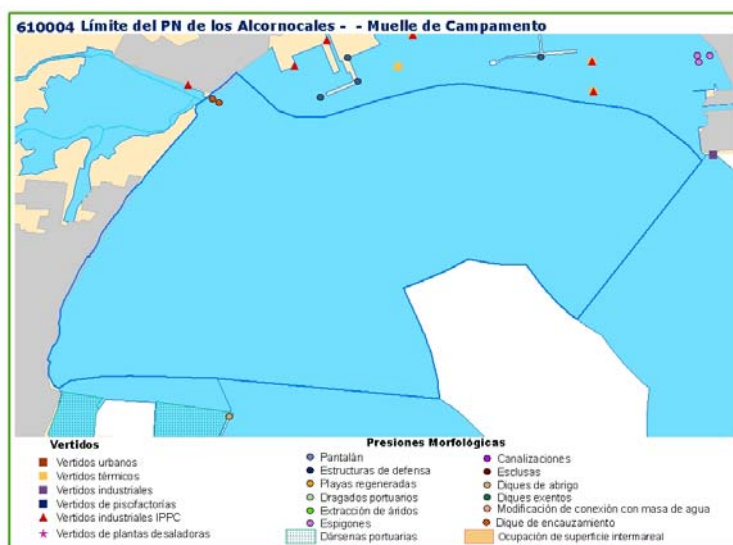 610004 Límite del PN de los Alcornocales - - Muelle de Campamento
Vertidos
Vertidos urbanos
Vertidos térmicos
Vertidos industriales
Vertidos de piscifactorías
Vertidos industriales IPPC
Vertidos de plantas desaladoras
Presiones Morfológicas
Pantalán
Estructuras de defensa
Playas regeneradas
Dragados portuarios
Extracción de áridos
Espigones
Dársenas portuarias
Canalizaciones
Esclusas
Diques de abrigo
Diques exentos
Modificación de conexión con masa de agua
Dique de encauzamiento
Ocupación de superficie intermareal